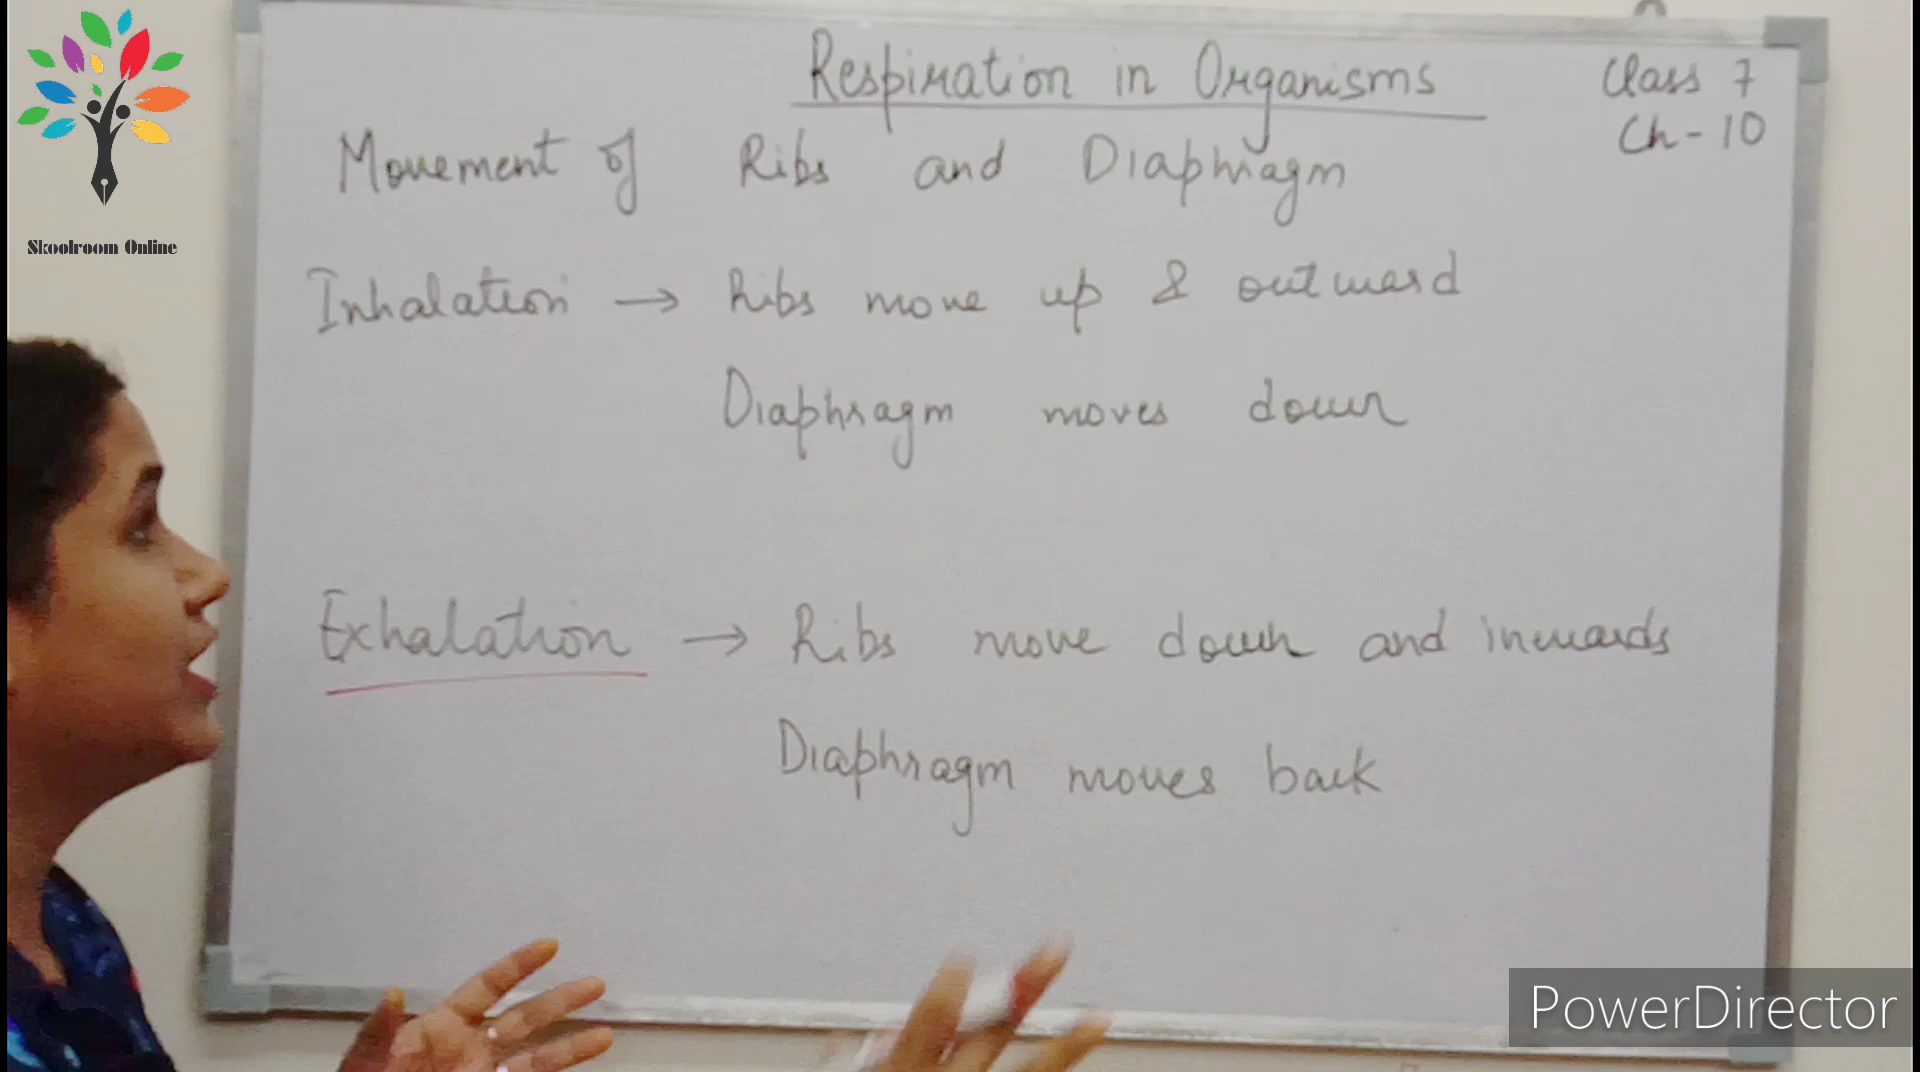 Respiration in Organisms
Class 7
Ch - 10
Movement of Ribs and Diaphragm
Inhalation → Ribs move up & outward
Diaphragm moves down
Exhalation → Ribs move down and inwards
Diaphragm moves back
Skoolroom Online
PowerDirector